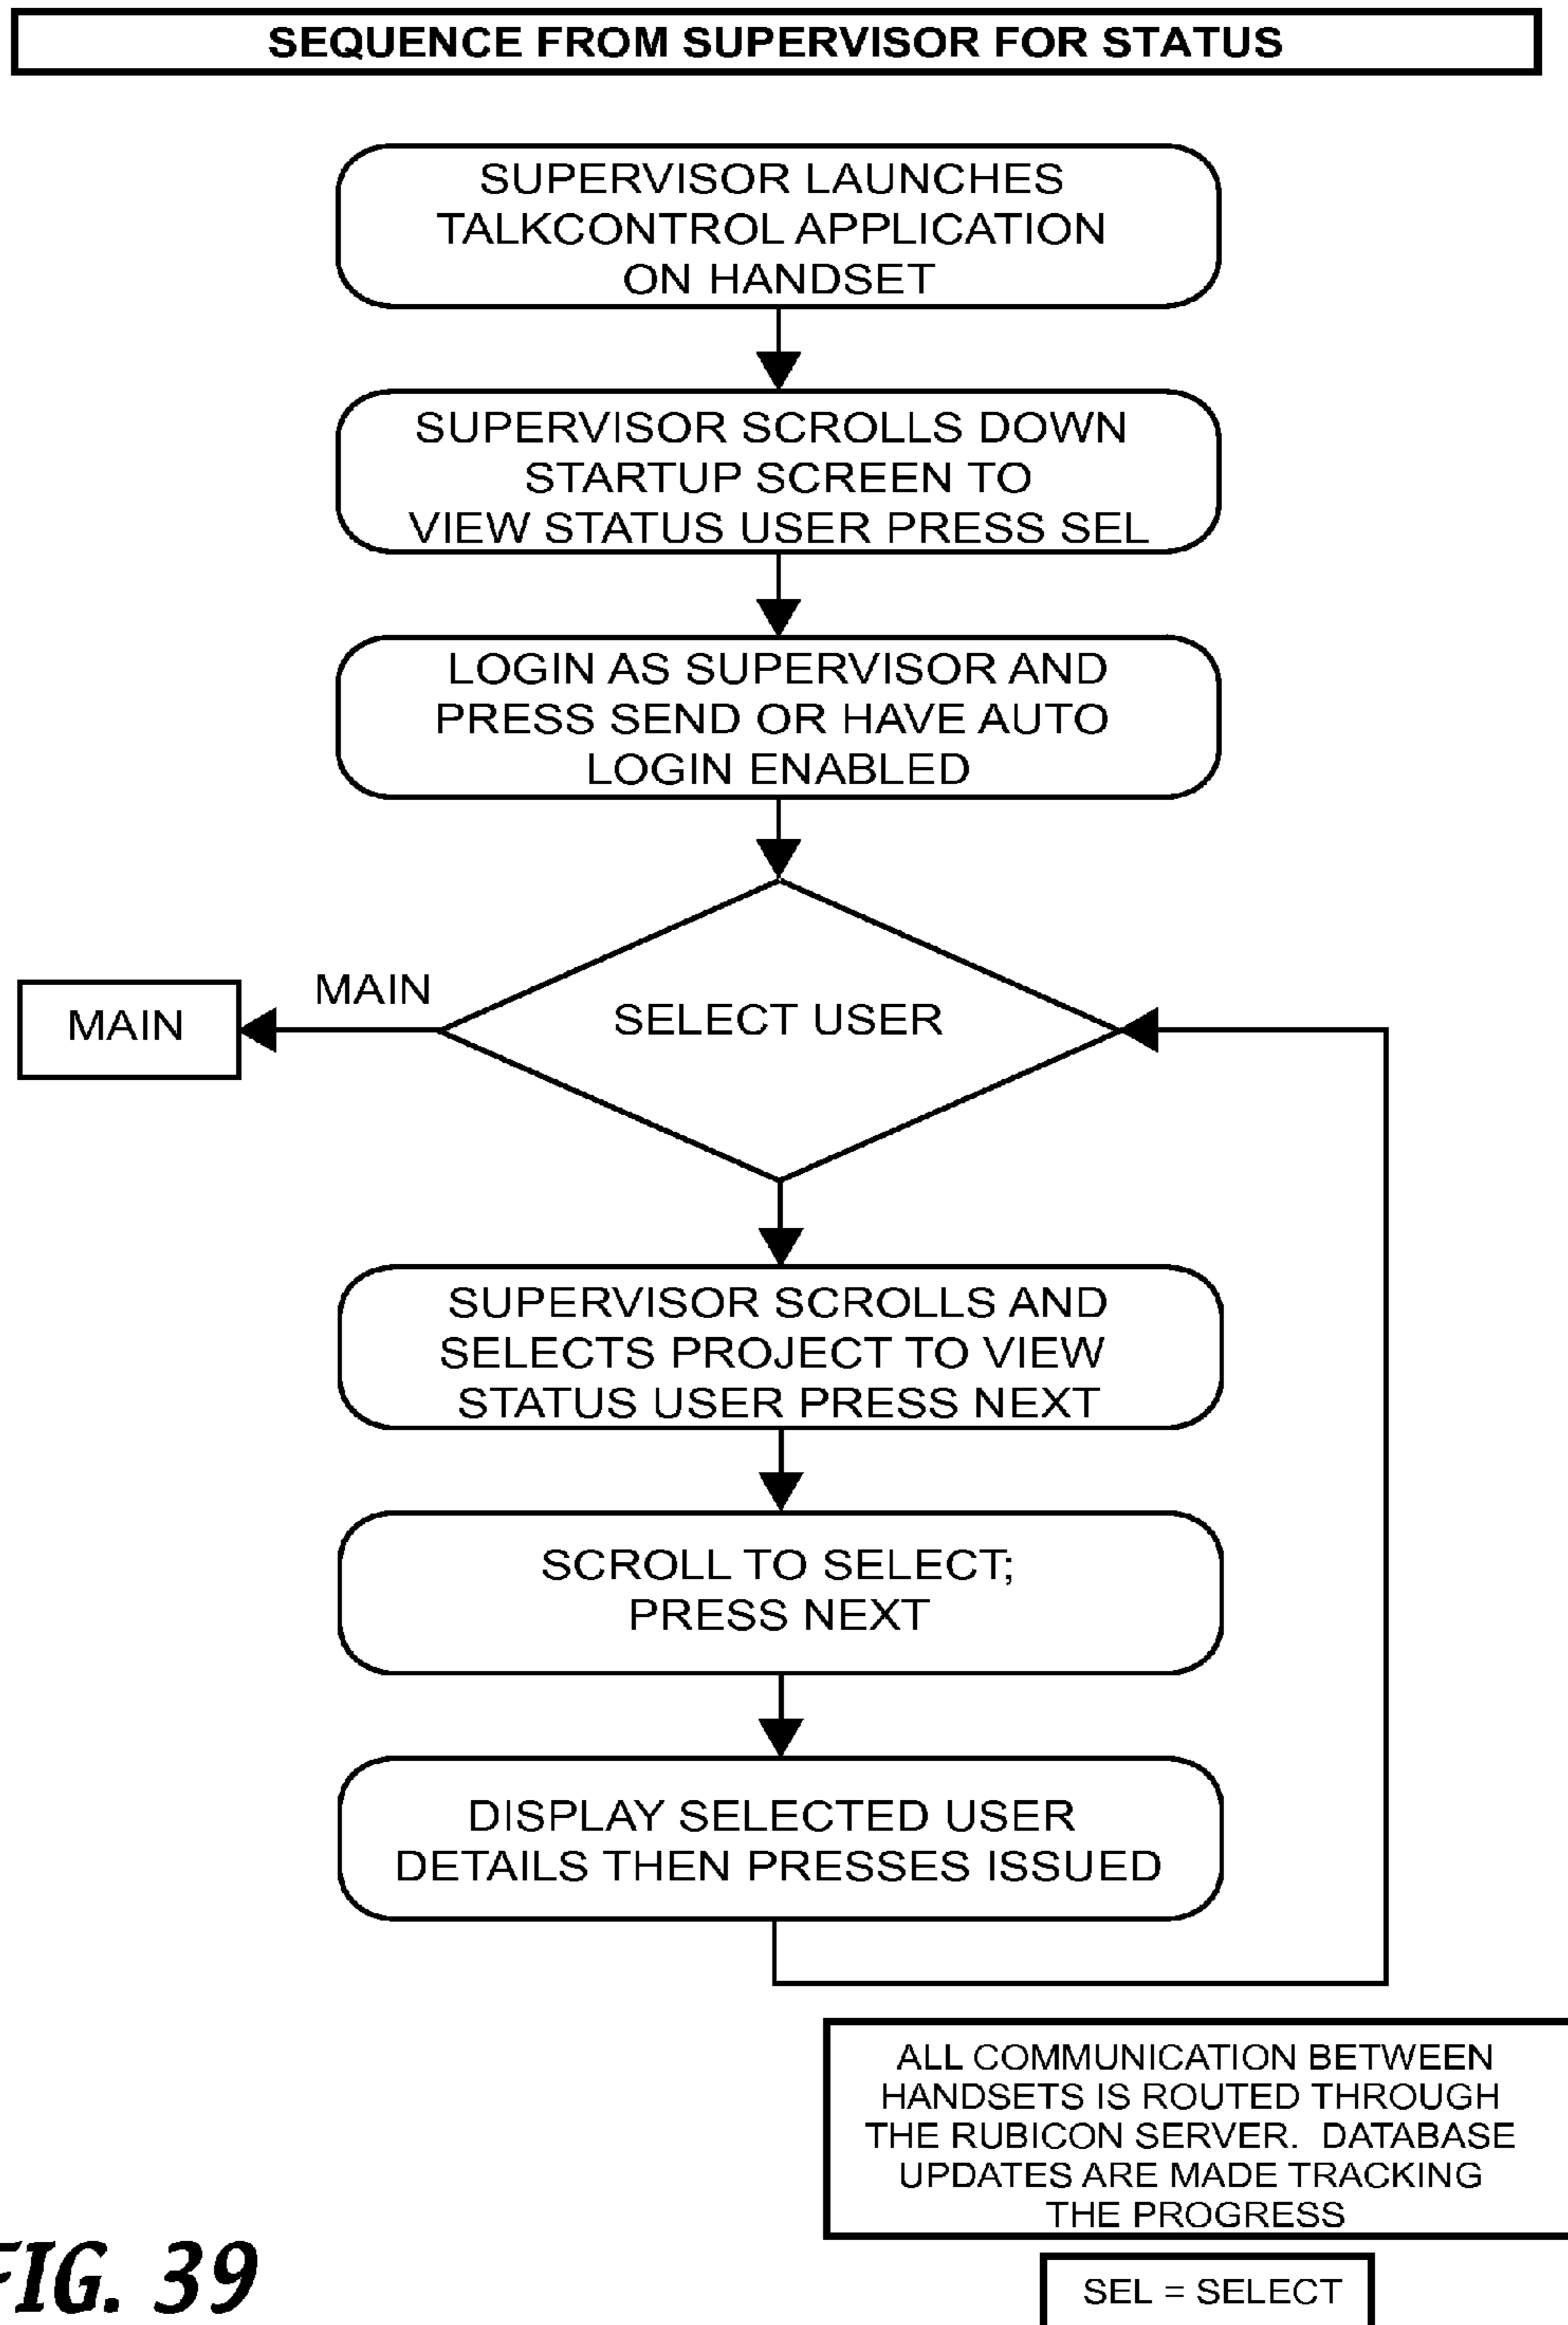 SEQUENCE FROM SUPERVISOR FOR STATUS
SUPERVISOR LAUNCHES
TALKCONTROL APPLICATION
ON HANDSET
SUPERVISOR SCROLLS DOWN
STARTUP SCREEN TO
VIEW STATUS USER PRESS SEL
LOGIN AS SUPERVISOR AND
PRESS SEND OR HAVE AUTO
LOGIN ENABLED
MAIN
MAIN
SELECT USER
SUPERVISOR SCROLLS AND
SELECTS PROJECT TO VIEW
STATUS USER PRESS NEXT
SCROLL TO SELECT;
PRESS NEXT
DISPLAY SELECTED USER
DETAILS THEN PRESSES ISSUED
ALL COMMUNICATION BETWEEN
HANDSETS IS ROUTED THROUGH
THE RUBICON SERVER. DATABASE
UPDATES ARE MADE TRACKING
THE PROGRESS
FIG. 39
SEL = SELECT